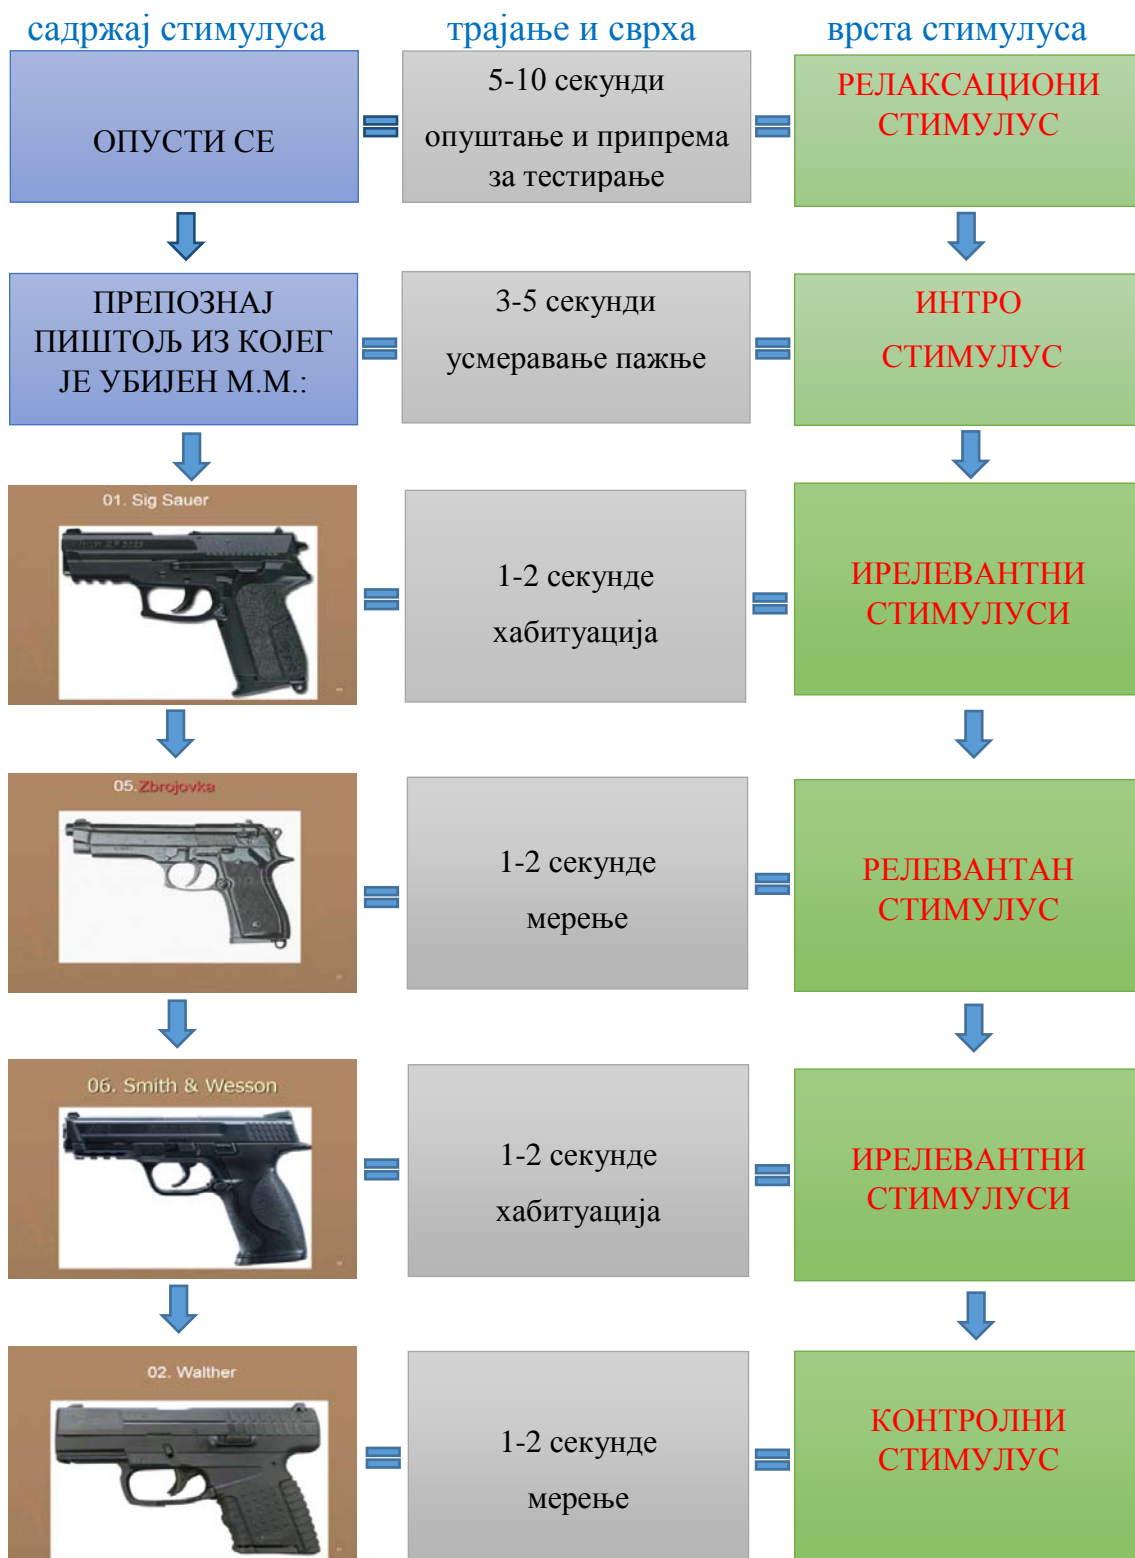 садржај стимулуса
трајање и сврха
врста стимулуса
ОПУСТИ СЕ
5-10 секунди
опуштање и припрема
за тестирање
РЕЛАКСАЦИОНИ
СТИМУЛУС
ПРЕПОЗНАЈ
ПИШТОЉ ИЗ КОЈЕГ
ЈЕ УБИЈЕН М.М.:
3-5 секунди
усмеравање пажње
ИНТРО
СТИМУЛУС
01. Sig Sauer
1-2 секунде
хабитуација
ИРЕЛЕВАНТНИ
СТИМУЛУСИ
05.Zbrojovka
1-2 секунде
мерење
РЕЛЕВАНТАН
СТИМУЛУС
06. Smith & Wesson
1-2 секунде
хабитуација
ИРЕЛЕВАНТНИ
СТИМУЛУСИ
02. Walther
1-2 секунде
мерење
КОНТРОЛНИ
СТИМУЛУС